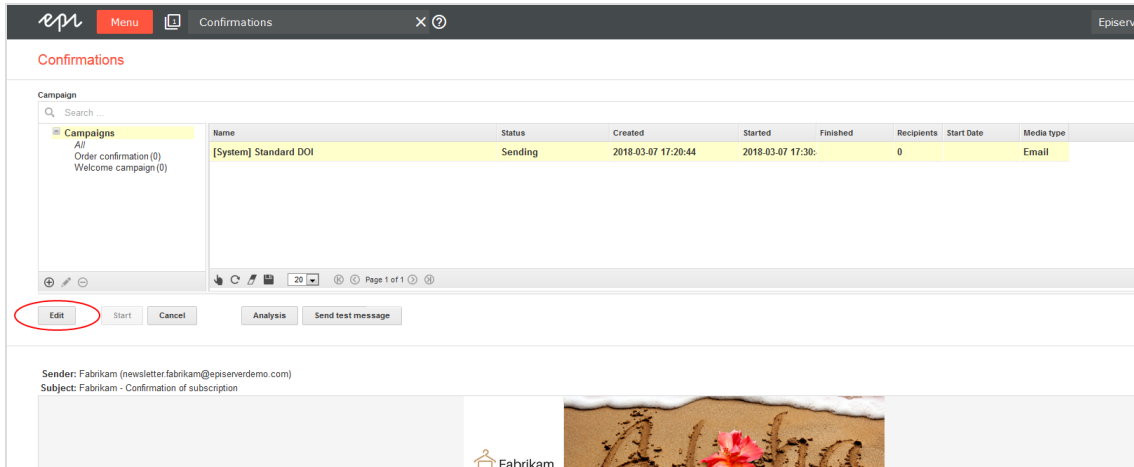 epi Menu 1 Confirmations Episerv
Confirmations
Campaign
Search ...
Campaigns
All
Order confirmation (0)
Welcome campaign (0)
Name Status Created Started Finished Recipients Start Date Media type
[System] Standard DOI Sending 2018-03-07 17:20:44 2018-03-07 17:30: 0 Email
20 Page 1 of 1
Edit Start Cancel Analysis Send test message
Sender: Fabrikam (newsletter.fabrikam@episerverdemo.com)
Subject: Fabrikam - Confirmation of subscription
Fabrikam
Aloha